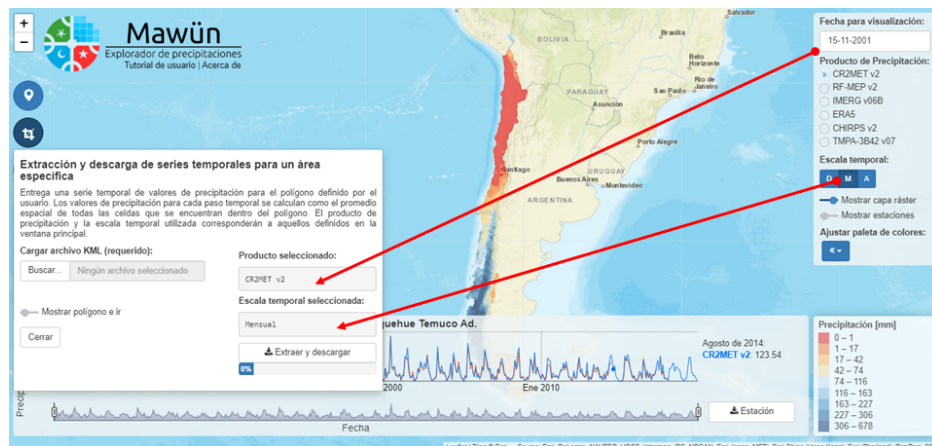 +
−
Mawün
Explorador de precipitaciones
Tutorial de usuario | Acerca de
Salvador
BOLIVIA
Brasilia
Belo
Horizonte
Rio de
Janeiro
PARAGUAY
Sao Paulo
Asunción
Porto Alegre
Santiago
URUGUAY
Buenos Aires
Montevideo
ARGENTINA
Fecha para visualización:
15-11-2001
Producto de Precipitación:
CR2MET v2
RF-MEP v2
IMERG v06B
ERA5
CHIRPS v2
TMPA-3B42 v07
Escala temporal:
D M A
Mostrar capa ráster
Mostrar estaciones
Ajustar paleta de colores:
Extracción y descarga de series temporales para un área
específica
Entrega una serie temporal de valores de precipitación para el polígono definido por el
usuario. Los valores de precipitación para cada paso temporal se calculan como el promedio
espacial de todas las celdas que se encuentran dentro del polígono. El producto de
precipitación y la escala temporal utilizada corresponderán a aquellos definidos en la
ventana principal.
Cargar archivo KML (requerido):
Buscar... Ningún archivo seleccionado
Mostrar polígono e ir
Cerrar
Producto seleccionado:
CR2MET v2
Escala temporal seleccionada:
Mensual
Extraer y descargar
0%
quehue Temuco Ad.
Agosto de 2014:
CR2MET v2: 123.54
2000
Ene 2010
Precip
Fecha
Estación
Precipitación [mm]
0 – 1
1 – 17
17 – 42
42 – 74
74 – 116
116 – 163
163 – 227
227 – 306
306 – 678